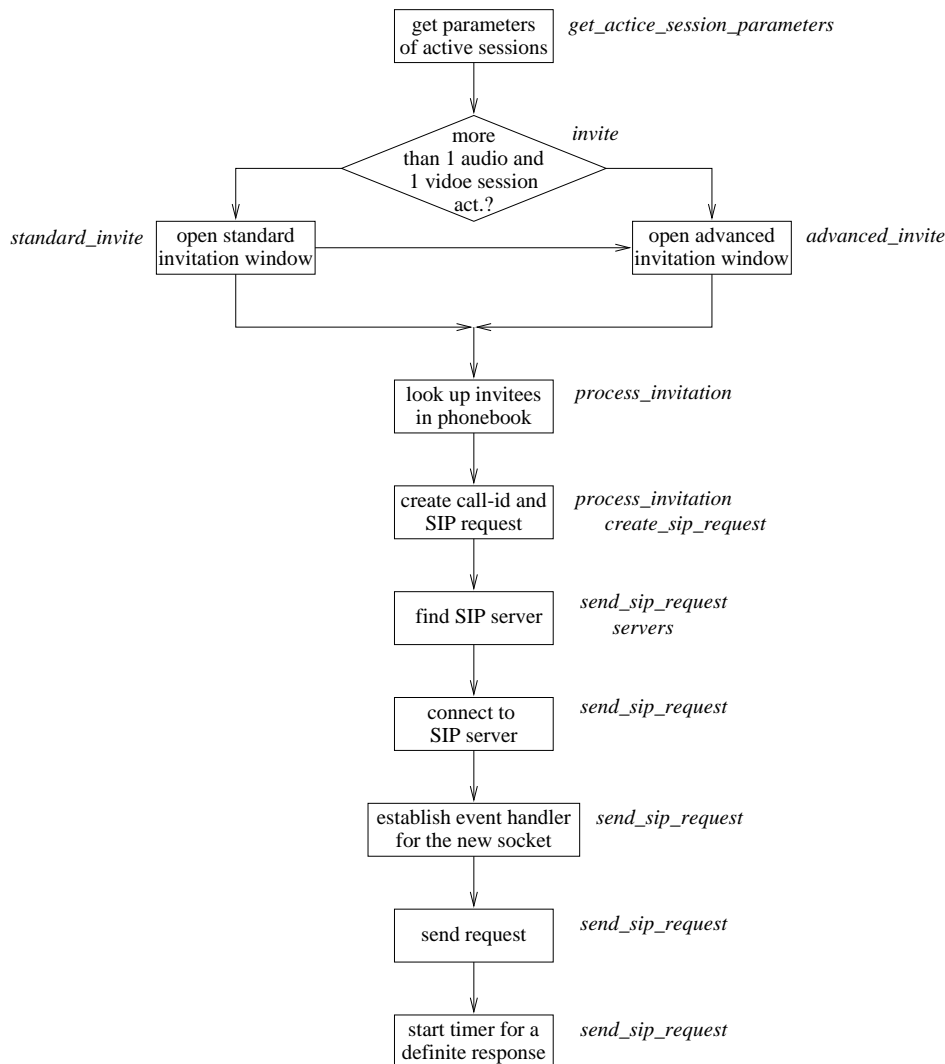 get parameters
of active sessions
get_actice_session_parameters
more
than 1 audio and
1 vidoe session
act.?
invite
standard_invite
open standard
invitation window
open advanced
invitation window
advanced_invite
look up invitees
in phonebook
process_invitation
create call-id and
SIP request
process_invitation
create_sip_request
find SIP server
send_sip_request
servers
connect to
SIP server
send_sip_request
establish event handler
for the new socket
send_sip_request
send request
send_sip_request
start timer for a
definite response
send_sip_request